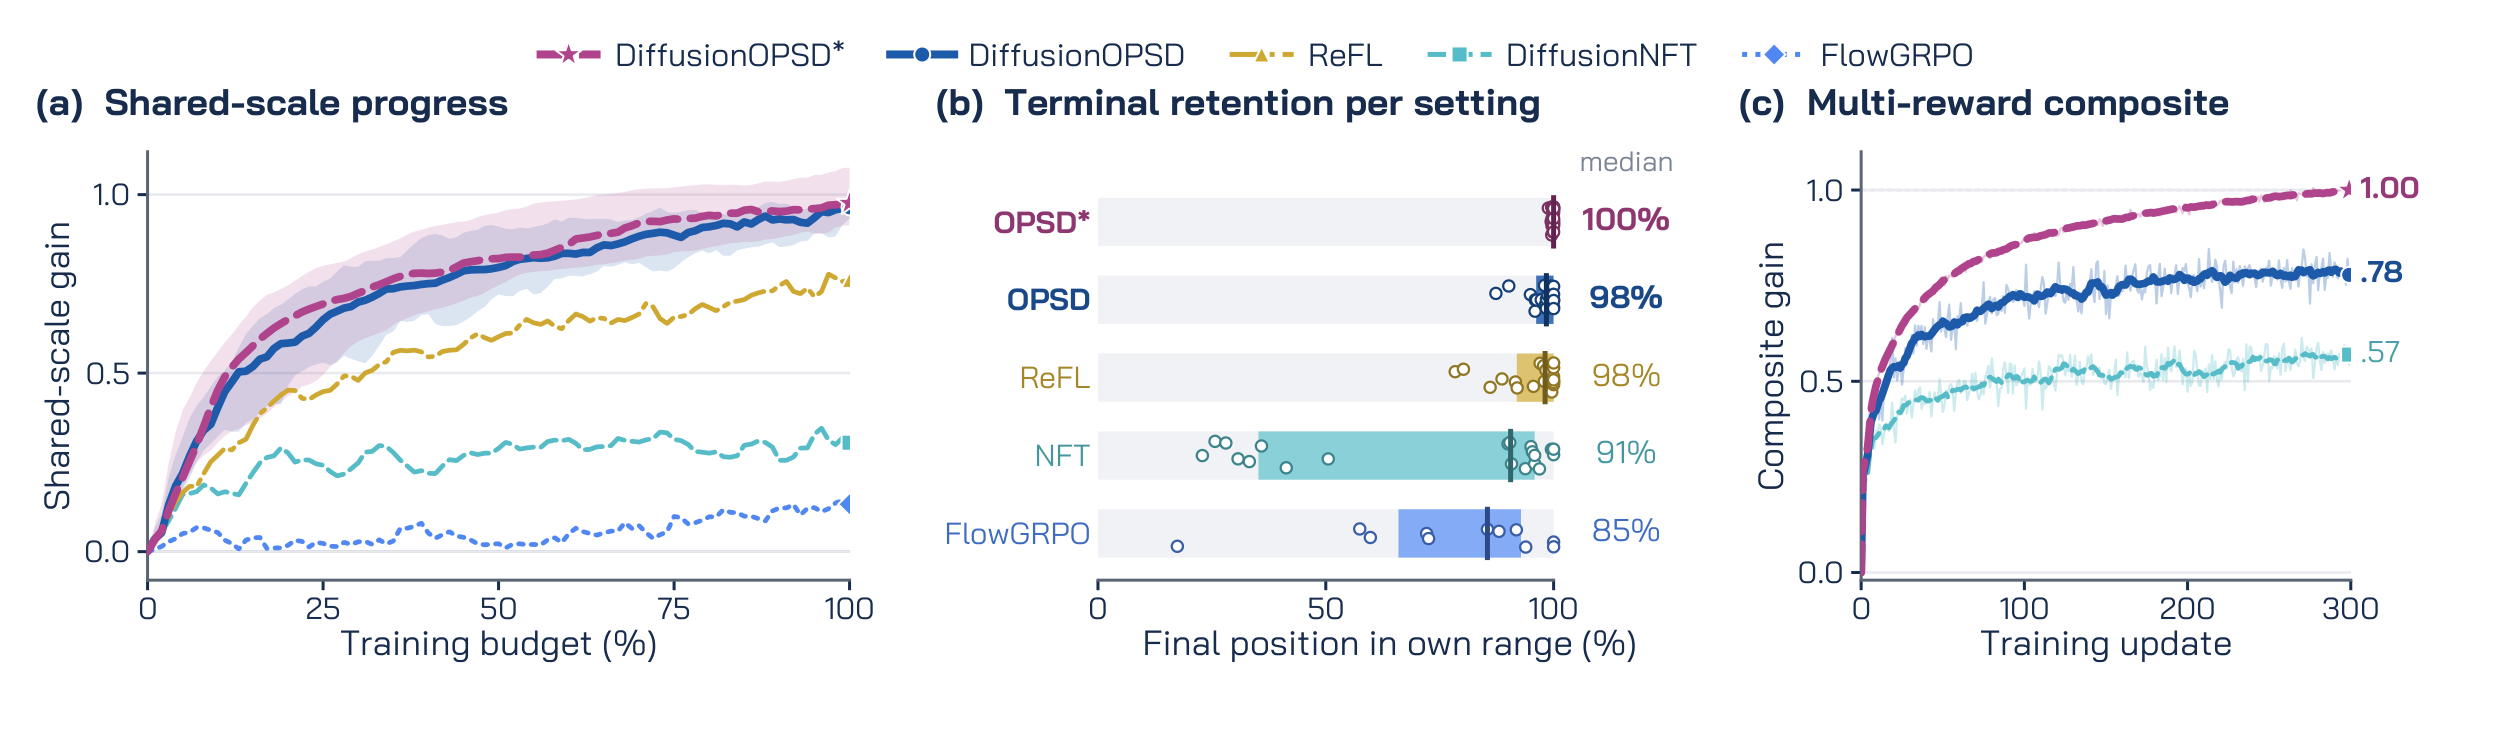 DiffusionOPSD* DiffusionOPSD ReFL DiffusionNFT FlowGRPO
(a) Shared-scale progress
Shared-scale gain
1.0
0.5
0.0
0 25 50 75 100
Training budget (%)
(b) Terminal retention per setting
median
OPSD* 100%
OPSD 98%
ReFL 98%
NFT 91%
FlowGRPO 85%
0 50 100
Final position in own range (%)
(c) Multi-reward composite
Composite gain
1.0
0.5
0.0
1.00
.78
.57
0 100 200 300
Training update